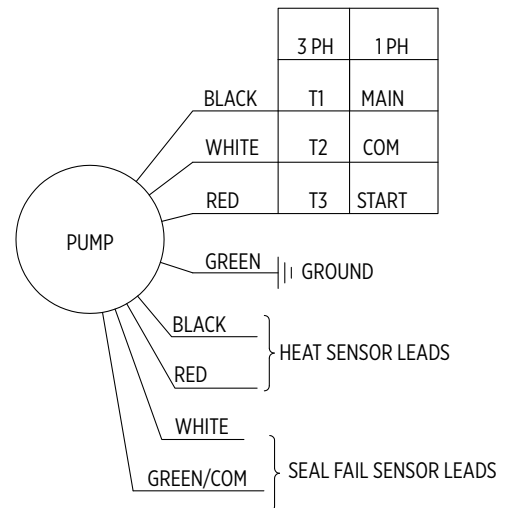 3 PH 1 PH
BLACK T1 MAIN
WHITE T2 COM
RED T3 START
PUMP
GREEN GROUND
BLACK
HEAT SENSOR LEADS
RED
WHITE
SEAL FAIL SENSOR LEADS
GREEN/COM